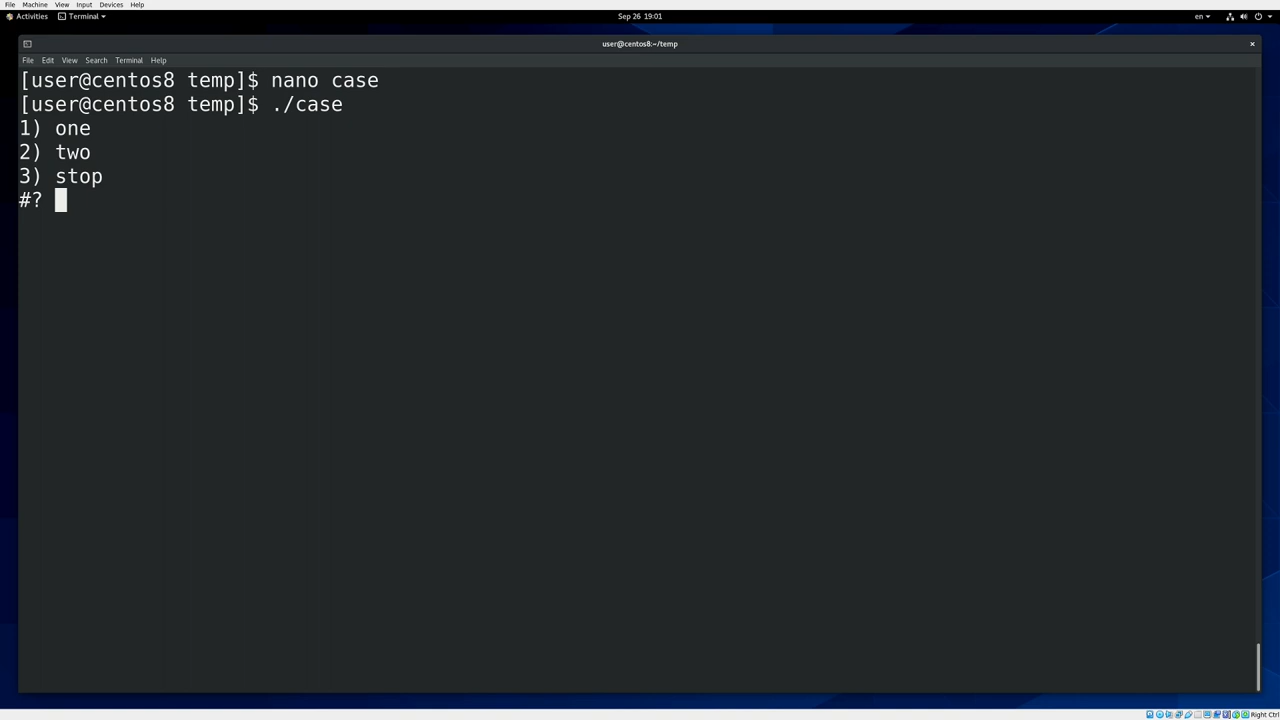 File Machine View Input Devices Help
Activities Terminal Sep 26 19:01 en
user@centos8:~/temp
File Edit View Search Terminal Help
[user@centos8 temp]$ nano case
[user@centos8 temp]$ ./case
1) one
2) two
3) stop
#?
Right Ctrl